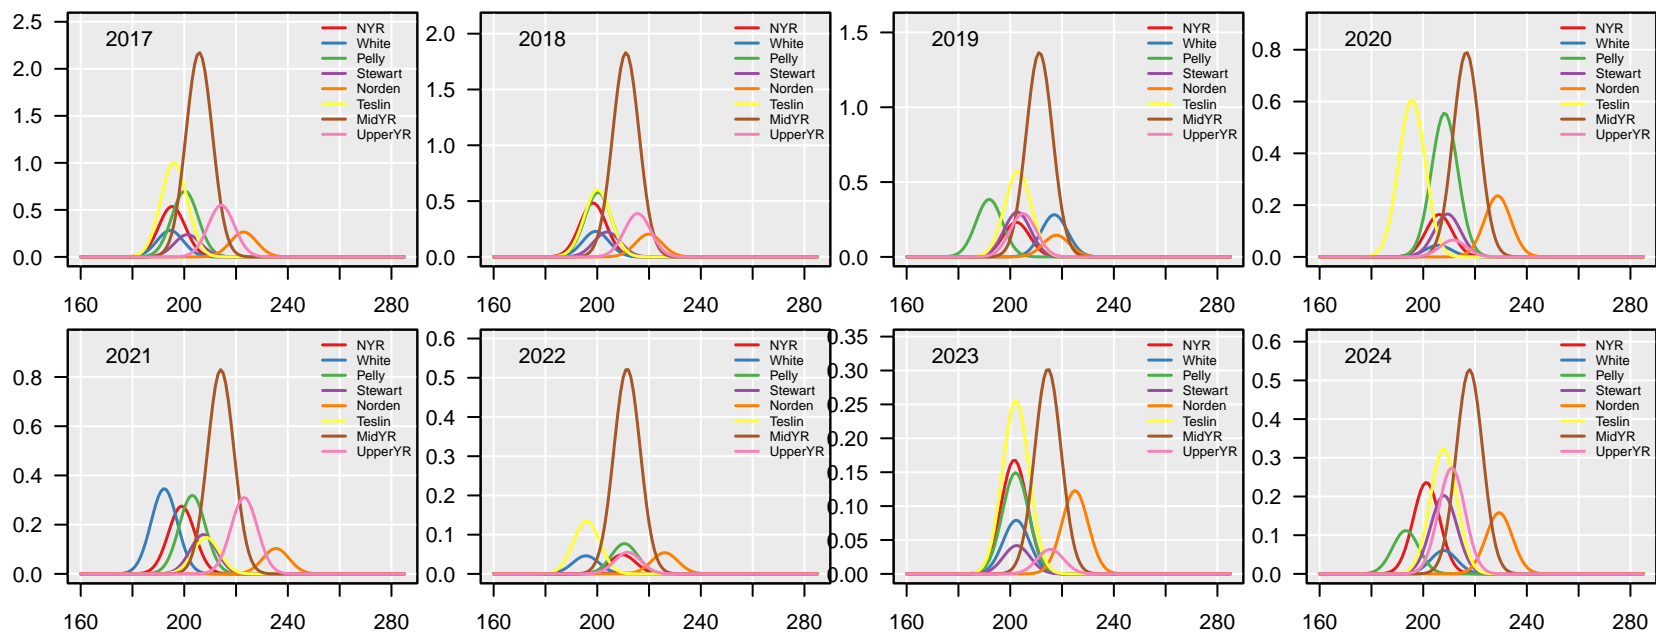 2017
2.5
2.0
1.5
1.0
0.5
0.0
NYR
White
Pelly
Stewart
Norden
Teslin
MidYR
UpperYR
160 200 240 280
2018
2.0
1.5
1.0
0.5
0.0
NYR
White
Pelly
Stewart
Norden
Teslin
MidYR
UpperYR
160 200 240 280
2019
1.5
1.0
0.5
0.0
NYR
White
Pelly
Stewart
Norden
Teslin
MidYR
UpperYR
160 200 240 280
2020
0.8
0.6
0.4
0.2
0.0
NYR
White
Pelly
Stewart
Norden
Teslin
MidYR
UpperYR
160 200 240 280
2021
0.8
0.6
0.4
0.2
0.0
NYR
White
Pelly
Stewart
Norden
Teslin
MidYR
UpperYR
160 200 240 280
2022
0.6
0.5
0.4
0.3
0.2
0.1
0.0
NYR
White
Pelly
Stewart
Norden
Teslin
MidYR
UpperYR
160 200 240 280
2023
0.35
0.30
0.25
0.20
0.15
0.10
0.05
0.00
NYR
White
Pelly
Stewart
Norden
Teslin
MidYR
UpperYR
160 200 240 280
2024
0.6
0.5
0.4
0.3
0.2
0.1
0.0
NYR
White
Pelly
Stewart
Norden
Teslin
MidYR
UpperYR
160 200 240 280